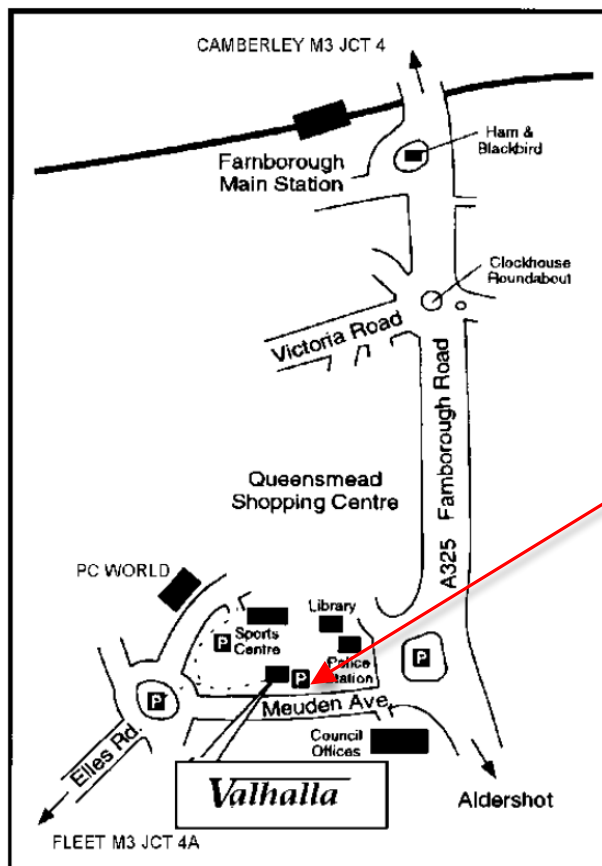 CAMBERLEY M3 JCT 4
Ham &
Blackbird
Farnborough
Main Station
Clockhouse
Roundabout
Victoria Road
A325 Farnborough Road
Queensmead
Shopping Centre
PC WORLD
Library
P
Sports
Centre
P
Police
Station
P
P
Meuden Ave.
Elles Rd.
Council
Offices
Valhalla
Aldershot
FLEET M3 JCT 4A